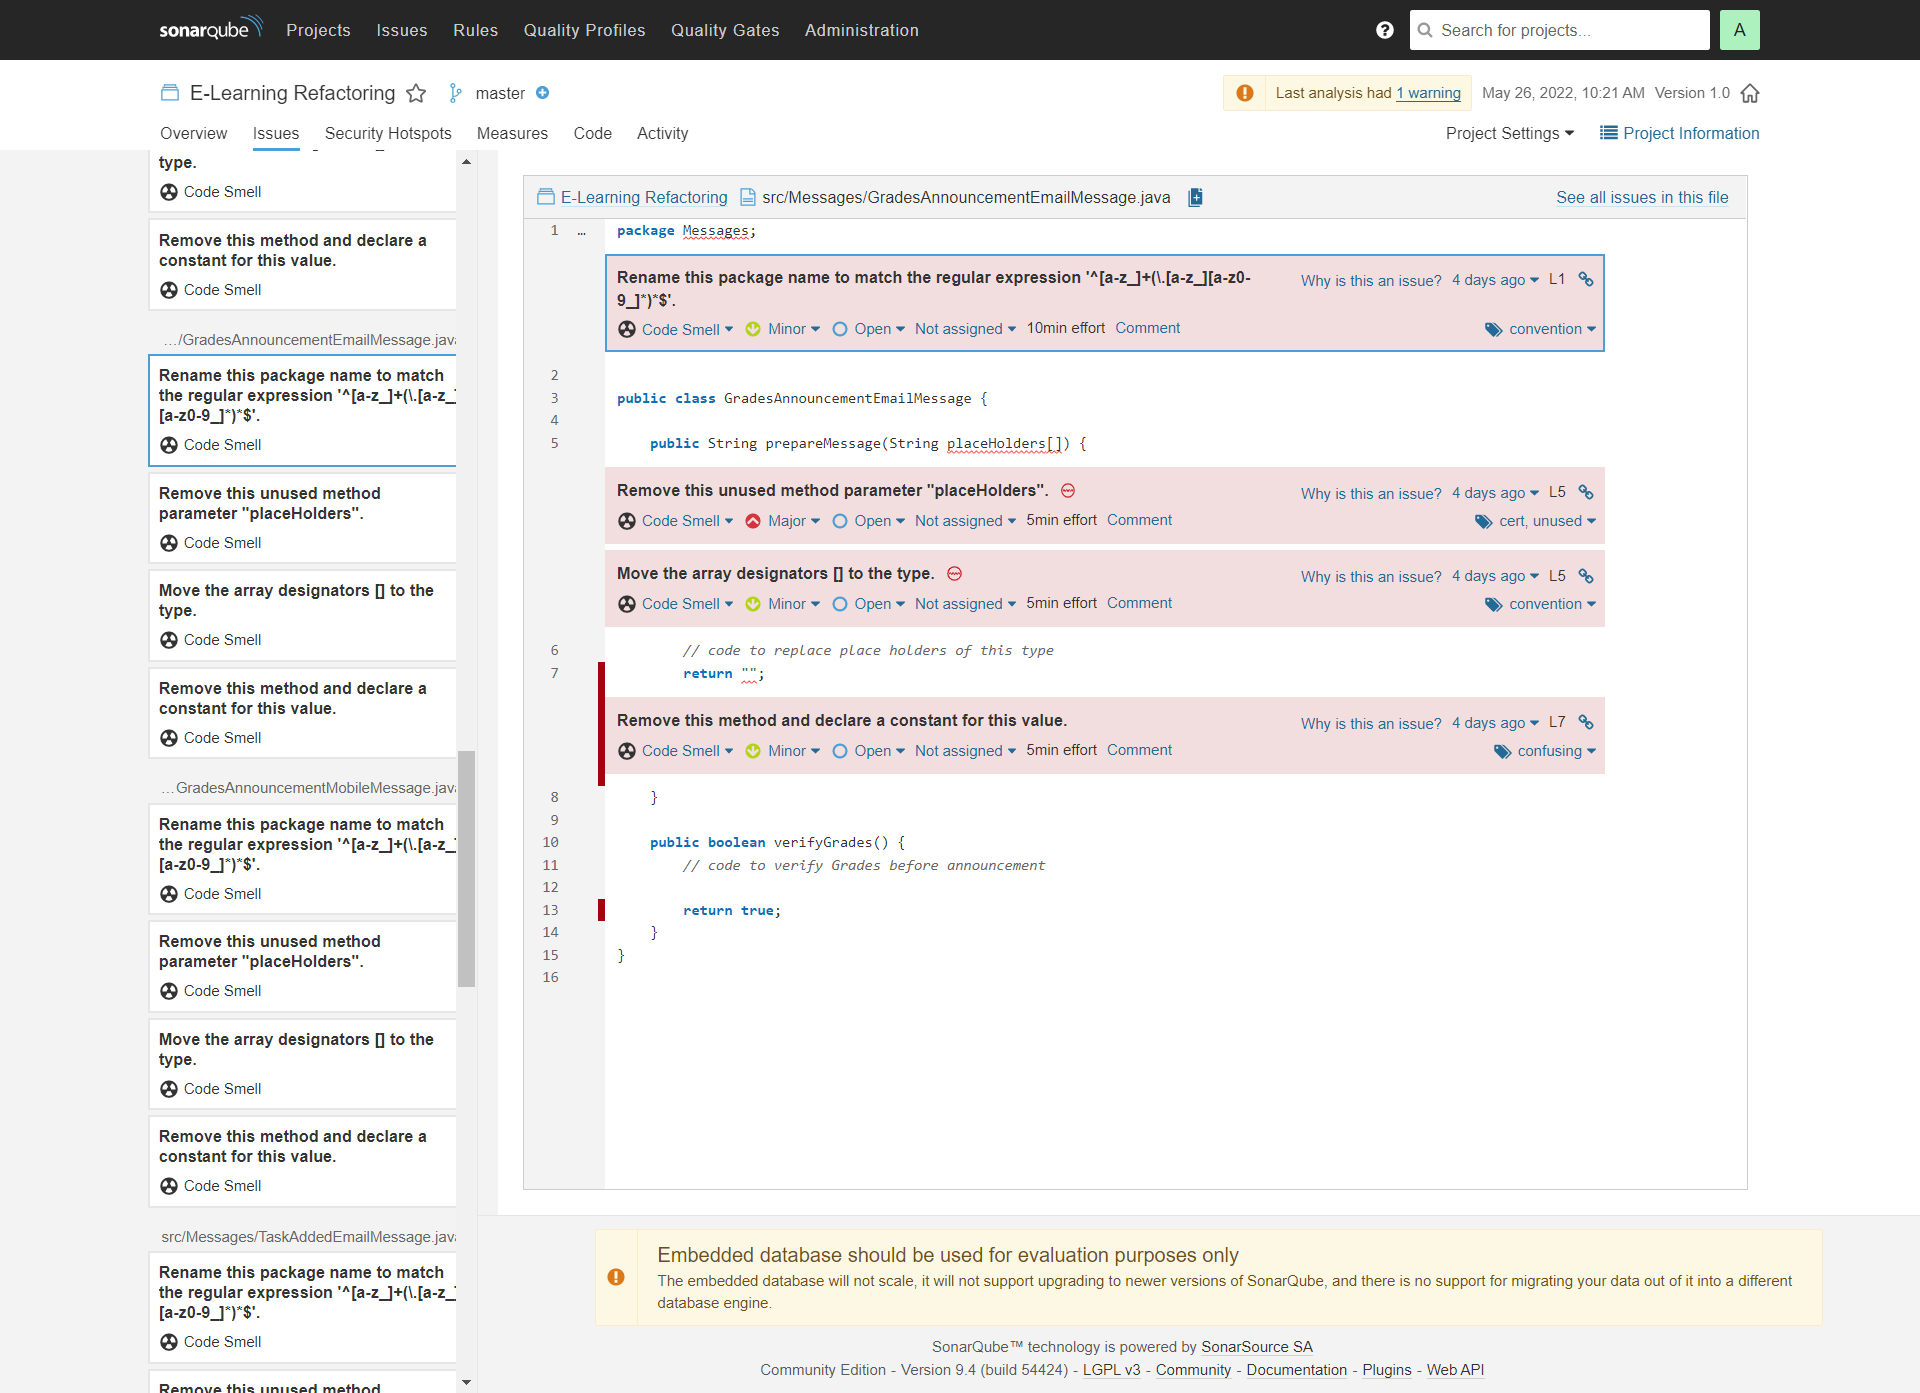 sonarqube Projects Issues Rules Quality Profiles Quality Gates Administration ? Search for projects... A
E-Learning Refactoring master Last analysis had 1 warning May 26, 2022, 10:21 AM Version 1.0
Overview Issues Security Hotspots Measures Code Activity Project Settings Project Information
type.
Code Smell
Remove this method and declare a
constant for this value.
Code Smell
.../GradesAnnouncementEmailMessage.java
Rename this package name to match
the regular expression '^[a-z_]+(\.[a-z_]
[a-z0-9_]*)*$'.
Code Smell
Remove this unused method
parameter "placeHolders".
Code Smell
Move the array designators [] to the
type.
Code Smell
Remove this method and declare a
constant for this value.
Code Smell
...GradesAnnouncementMobileMessage.java
Rename this package name to match
the regular expression '^[a-z_]+(\.[a-z_]
[a-z0-9_]*)*$'.
Code Smell
Remove this unused method
parameter "placeHolders".
Code Smell
Move the array designators [] to the
type.
Code Smell
Remove this method and declare a
constant for this value.
Code Smell
src/Messages/TaskAddedEmailMessage.java
Rename this package name to match
the regular expression '^[a-z_]+(\.[a-z_]
[a-z0-9_]*)*$'.
Code Smell
Remove this unused method
E-Learning Refactoring src/Messages/GradesAnnouncementEmailMessage.java See all issues in this file
1 ... package Messages;
Rename this package name to match the regular expression '^[a-z_]+(\.[a-z_][a-z0-
9_]*)*$'. Why is this an issue? 4 days ago L1
Code Smell Minor Open Not assigned 10min effort Comment convention
2
3 public class GradesAnnouncementEmailMessage {
4
5 public String prepareMessage(String placeHolders[]) {
Remove this unused method parameter "placeHolders". Why is this an issue? 4 days ago L5
Code Smell Major Open Not assigned 5min effort Comment cert, unused
Move the array designators [] to the type. Why is this an issue? 4 days ago L5
Code Smell Minor Open Not assigned 5min effort Comment convention
6 // code to replace place holders of this type
7 return "";
Remove this method and declare a constant for this value. Why is this an issue? 4 days ago L7
Code Smell Minor Open Not assigned 5min effort Comment confusing
8 }
9
10 public boolean verifyGrades() {
11 // code to verify Grades before announcement
12
13 return true;
14 }
15 }
16
Embedded database should be used for evaluation purposes only
The embedded database will not scale, it will not support upgrading to newer versions of SonarQube, and there is no support for migrating your data out of it into a different
database engine.
SonarQube™ technology is powered by SonarSource SA
Community Edition - Version 9.4 (build 54424) - LGPL v3 - Community - Documentation - Plugins - Web API